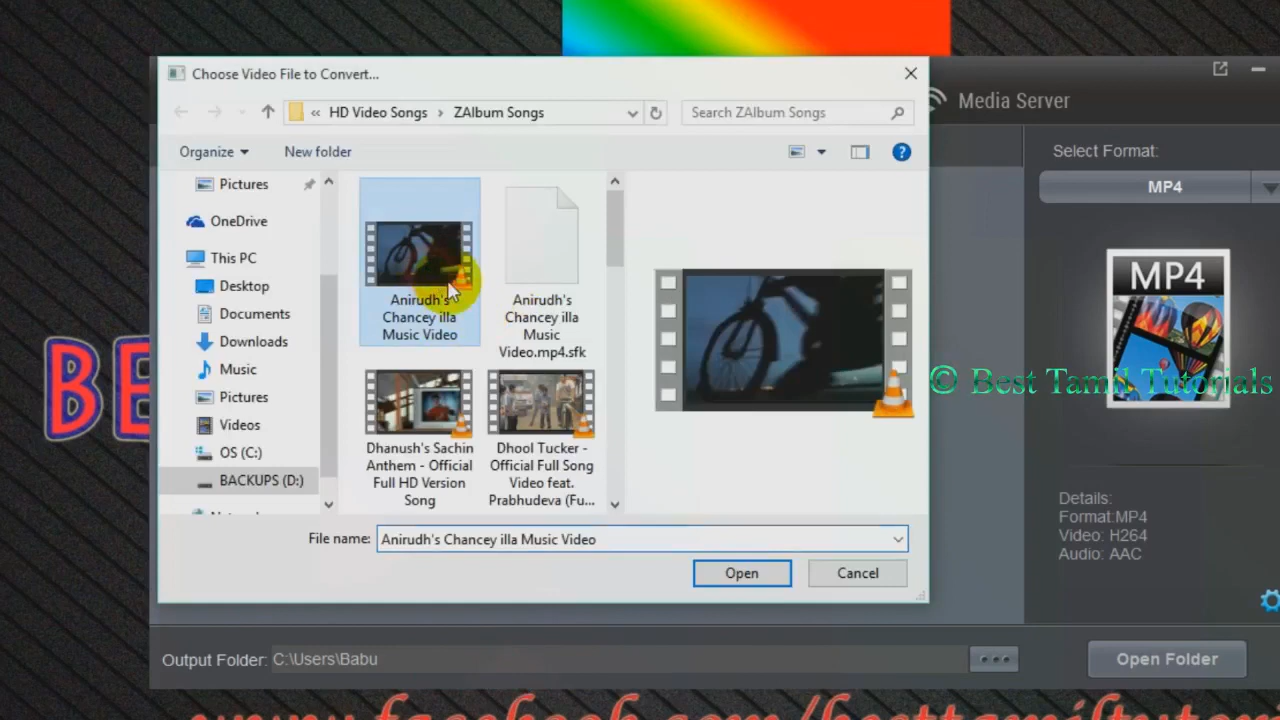 Choose Video File to Convert...
« HD Video Songs › ZAlbum Songs
Search ZAlbum Songs
Media Server
Organize
New folder
?
Select Format:
MP4
Pictures
OneDrive
This PC
Desktop
Documents
Downloads
Music
Pictures
Videos
OS (C:)
BACKUPS (D:)
Anirudh's
Chancey illa
Music Video
Anirudh's
Chancey illa
Music
Video.mp4.sfk
Dhanush's Sachin
Anthem - Official
Full HD Version
Song
Dhool Tucker -
Official Full Song
Video feat.
Prabhudeva (Fu...
MP4
BE
© Best Tamil Tutorials
Details:
Format:MP4
Video: H264
Audio: AAC
File name: Anirudh's Chancey illa Music Video
Open
Cancel
Output Folder: C:\Users\Babu
Open Folder